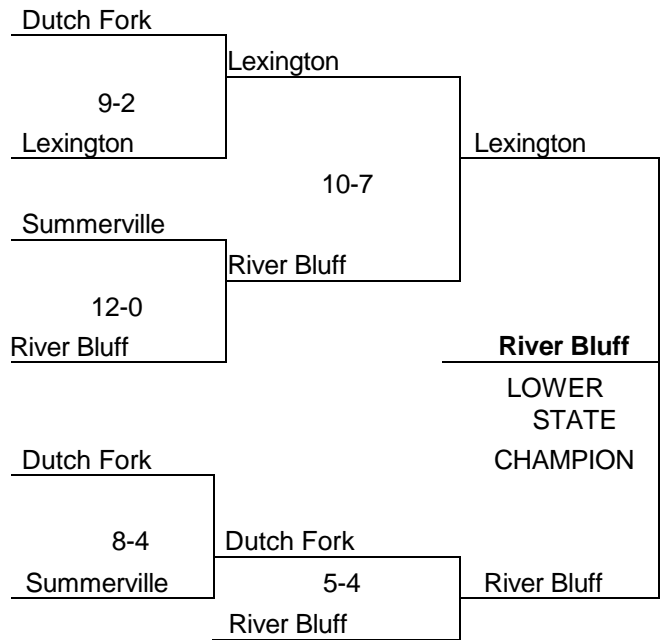 Dutch Fork
Lexington
9-2
Lexington
Lexington
10-7
Summerville
River Bluff
12-0
River Bluff
River Bluff
LOWER
STATE
Dutch Fork
CHAMPION
8-4
Dutch Fork
Summerville
5-4
River Bluff
River Bluff